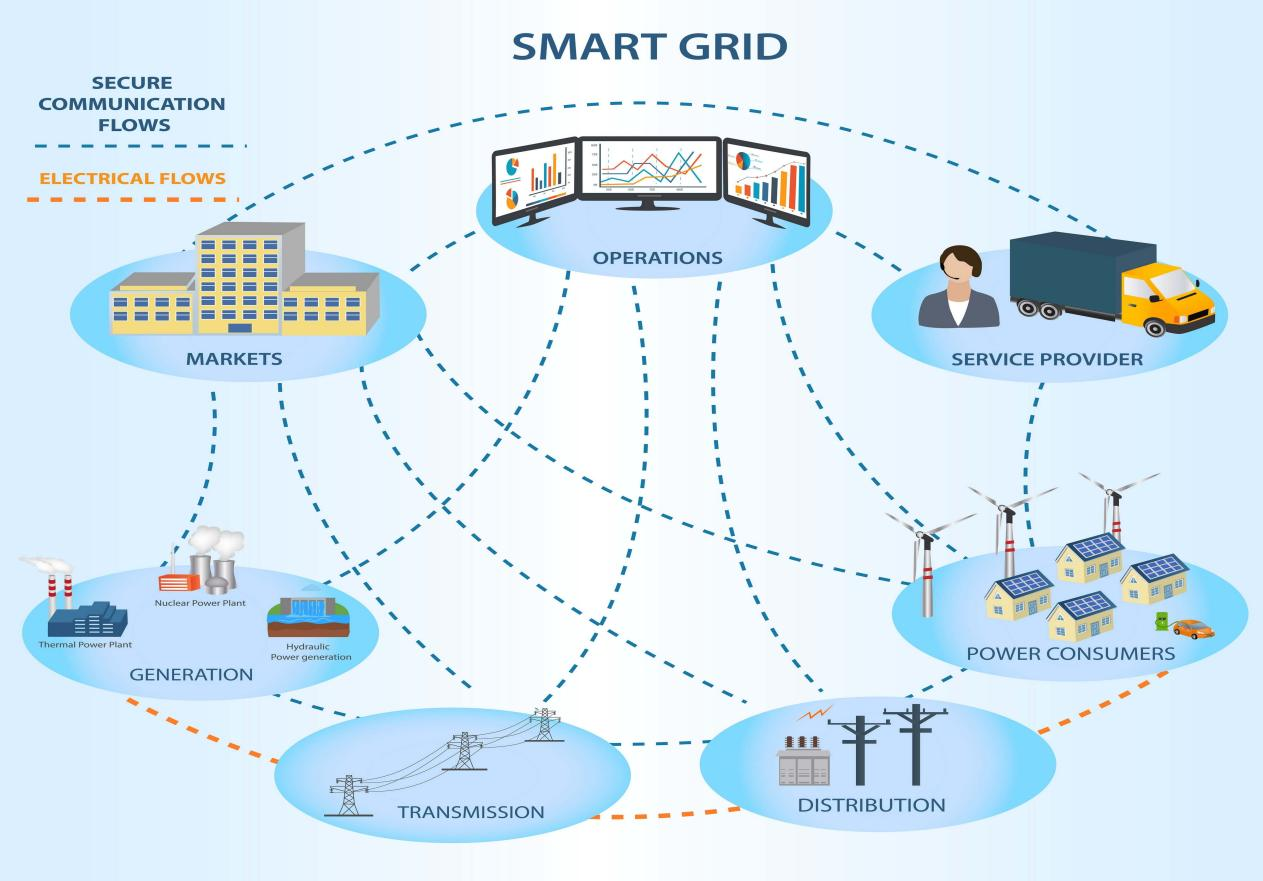 SMART GRID
SECURE
COMMUNICATION
FLOWS
ELECTRICAL FLOWS
OPERATIONS
MARKETS
SERVICE PROVIDER
Nuclear Power Plant
Thermal Power Plant
Hydraulic
Power generation
GENERATION
POWER CONSUMERS
TRANSMISSION
DISTRIBUTION